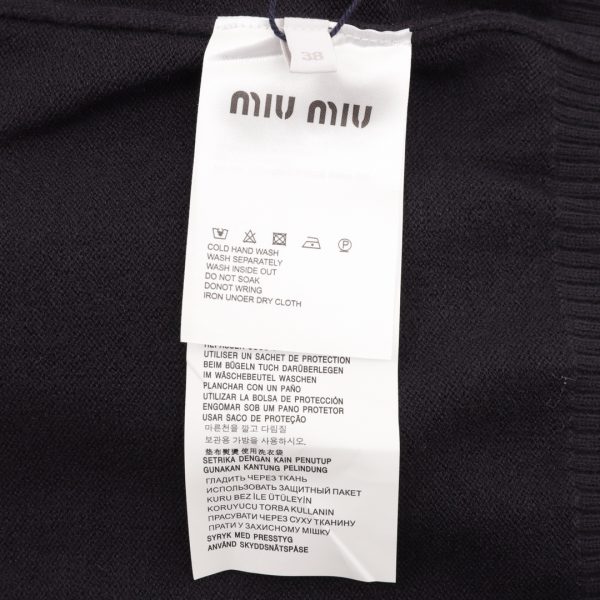 38
MIU MIU
COLD HAND WASH
WASH SEPARATELY
WASH INSIDE OUT
DO NOT SOAK
DONOT WRING
IRON UNDER DRY CLOTH
UTILISER UN SACHET DE PROTECTION
BEIM BÜGELN TUCH DARÜBERLEGEN
IM WÄSCHEBEUTEL WASCHEN
PLANCHAR CON UN PAÑO
UTILIZAR LA BOLSA DE PROTECCIÓN
ENGOMAR SOB UM PANO PROTETOR
USAR SACO DE PROTEÇÃO
마른천을 깔고 다림질
보관용 가방을 사용하시오.
垫布熨烫 使用洗衣袋
SETRIKA DENGAN KAIN PENUTUP
GUNAKAN KANTUNG PELINDUNG
ГЛАДИТЬ ЧЕРЕЗ ТКАНЬ
ИСПОЛЬЗОВАТЬ ЗАЩИТНЫЙ ПАКЕТ
KURU BEZ İLE ÜTÜLEYİN
KORUYUCU TORBA KULLANIN
ПРАСУВАТИ ЧЕРЕЗ СУХУ ТКАНИНУ
ПРАТИ У ЗАХИСНОМУ МІШКУ
SYRYK MED PRESSTYG
ANVÄND SKYDDSNÄTSPÅSE